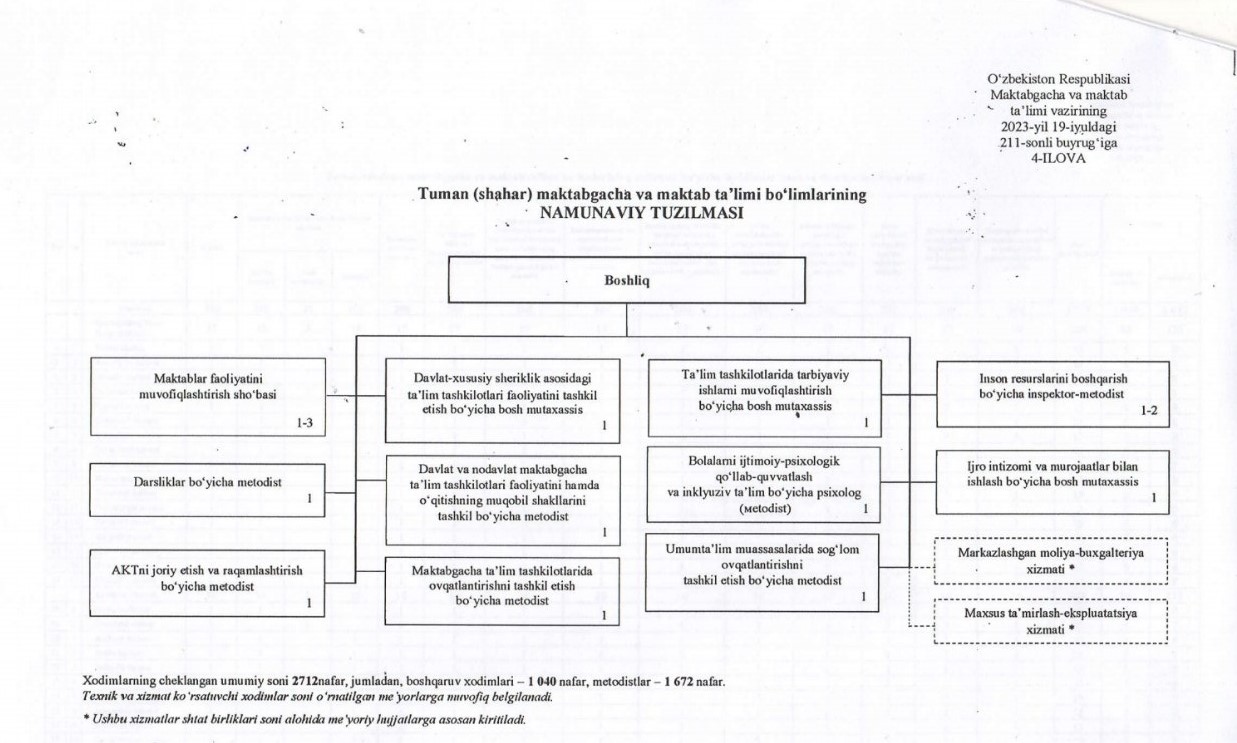 O‘zbekiston Respublikasi
Maktabgacha va maktab
ta’limi vazirining
2023-yil 19-iyuldagi
211-sonli buyrug‘iga
4-ILOVA
Tuman (shahar) maktabgacha va maktab ta’limi bo‘limlarining
NAMUNAVIY TUZILMASI
Boshliq
Maktablar faoliyatini
muvofiqlashtirish sho‘basi
1-3
Darsliklar bo‘yicha metodist
1
AKTni joriy etish va raqamlashtirish
bo‘yicha metodist
1
Davlat-xususiy sheriklik asosidagi
ta’lim tashkilotlari faoliyatini tashkil
etish bo‘yicha bosh mutaxassis
1
Davlat va nodavlat maktabgacha
ta’lim tashkilotlari faoliyatini hamda
o‘qitishning muqobil shakllarini
tashkil bo‘yicha metodist
1
Maktabgacha ta’lim tashkilotlarida
ovqatlantirishni tashkil etish
bo‘yicha metodist
1
Ta’lim tashkilotlarida tarbiyaviy
ishlarni muvofiqlashtirish
bo‘yicha bosh mutaxassis
1
Bolalarni ijtimoiy-psixologik
qo‘llab-quvvatlash
va inklyuziv ta’lim bo‘yicha psixolog
(метodist) 1
Umumta’lim muassasalarida sog‘lom
ovqatlantirishni
tashkil etish bo‘yicha metodist
1
Inson resurslarini boshqarish
bo‘yicha inspektor-metodist
1-2
Ijro intizomi va murojaatlar bilan
ishlash bo‘yicha bosh mutaxassis
1
Markazlashgan moliya-buxgalteriya
xizmati *
Maxsus ta’mirlash-ekspluatatsiya
xizmati *
Xodimlarning cheklangan umumiy soni 2712nafar, jumladan, boshqaruv xodimlari – 1 040 nafar, metodistlar – 1 672 nafar.
Texnik va xizmat ko‘rsatuvchi xodimlar soni o‘rnatilgan me’yorlarga muvofiq belgilanadi.
* Ushbu xizmatlar shtat birliklari soni alohida me’yoriy hujjatlarga asosan kiritiladi.